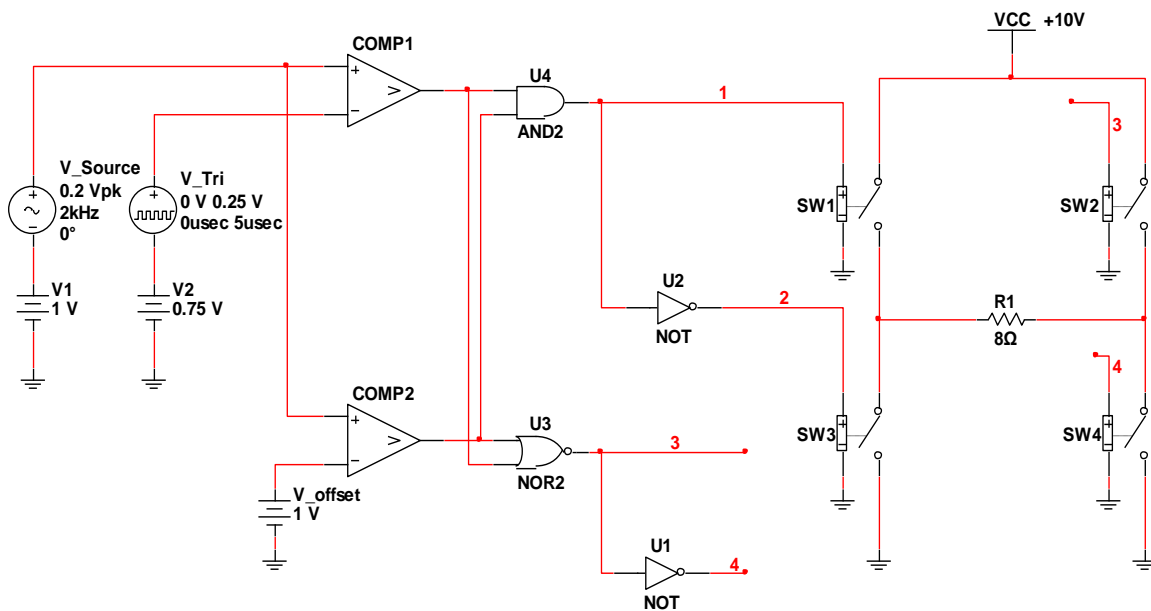 VCC +10V
COMP1
+
>
−
U4
AND2
1
3
V_Source
0.2 Vpk
2kHz
0°
+
~
−
V_Tri
0 V 0.25 V
0usec 5usec
+
−
SW1
+
SW2
+
V1
1 V
V2
0.75 V
U2
NOT
2
R1
8Ω
4
COMP2
+
>
−
U3
NOR2
3
SW3
+
SW4
+
V_offset
1 V
U1
NOT
4